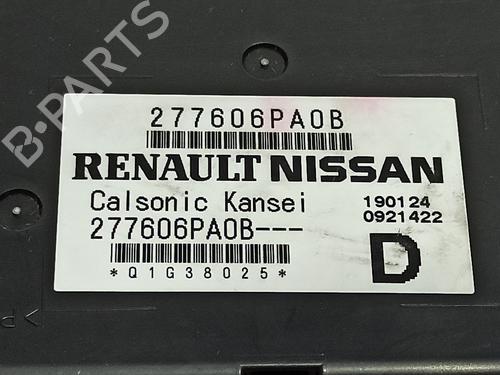 277606PA0B
RENAULT NISSAN
Calsonic Kansei 190124
277606PA0B--- 0921422
D
*Q1G38025*
>P
B-PARTS